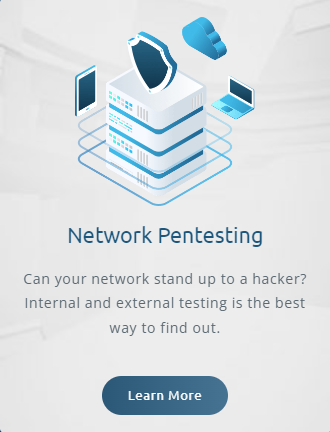 Network Pentesting
Can your network stand up to a hacker?
Internal and external testing is the best
way to find out.
Learn More